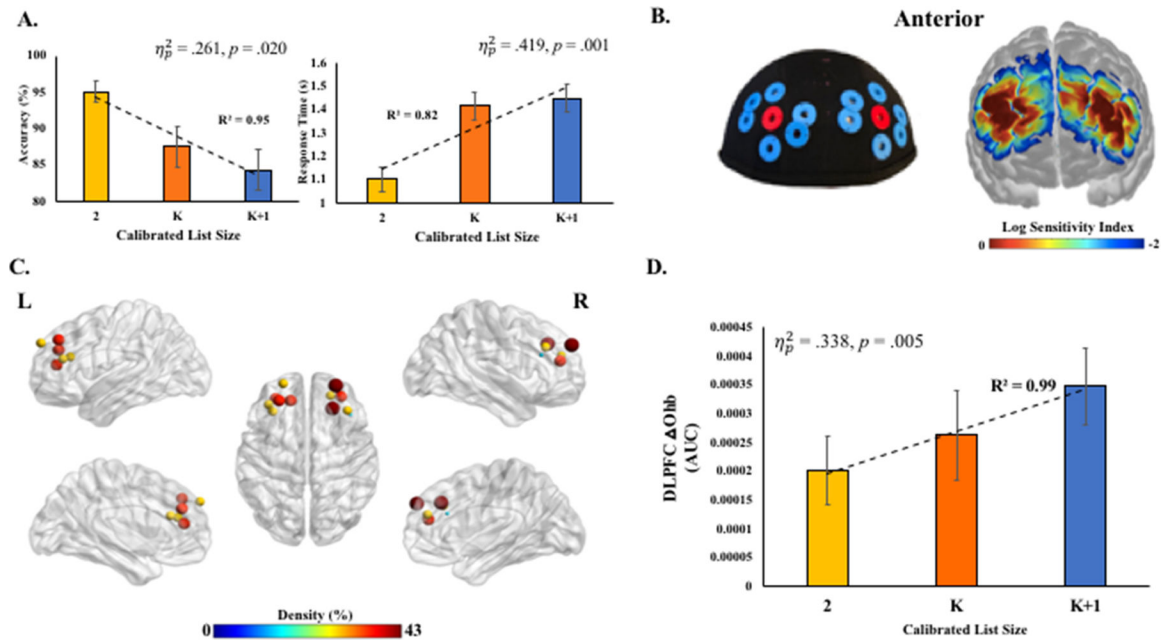 A.
η²p = .261, p = .020
Accuracy (%)
100
95
90
85
80
R² = 0.95
2
K
K+1
Calibrated List Size
η²p = .419, p = .001
Response Time (s)
1.6
1.5
1.4
1.3
1.2
1.1
1
R² = 0.82
2
K
K+1
Calibrated List Size
B.
Anterior
Log Sensitivity Index
0
-2
C.
L
R
Density (%)
0
43
D.
η²p = .338, p = .005
DLPFC ΔOhb
(AUC)
0.00045
0.0004
0.00035
0.0003
0.00025
0.0002
0.00015
0.0001
0.00005
0
R² = 0.99
2
K
K+1
Calibrated List Size